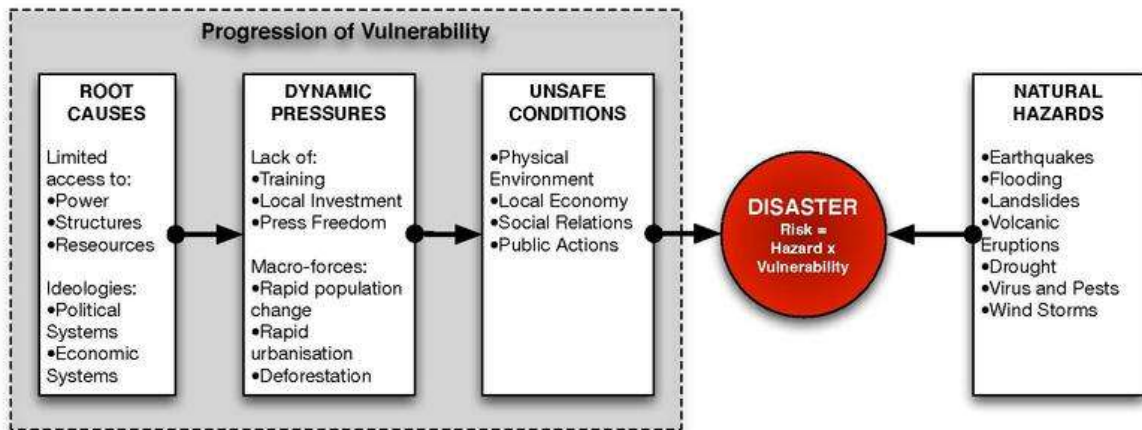 Progression of Vulnerability
ROOT
CAUSES
Limited
access to:
•Power
•Structures
•Reseources
Ideologies:
•Political
Systems
•Economic
Systems
DYNAMIC
PRESSURES
Lack of:
•Training
•Local Investment
•Press Freedom
Macro-forces:
•Rapid population
change
•Rapid
urbanisation
•Deforestation
UNSAFE
CONDITIONS
•Physical
Environment
•Local Economy
•Social Relations
•Public Actions
DISASTER
Risk =
Hazard x
Vulnerability
NATURAL
HAZARDS
•Earthquakes
•Flooding
•Landslides
•Volcanic
Eruptions
•Drought
•Virus and Pests
•Wind Storms